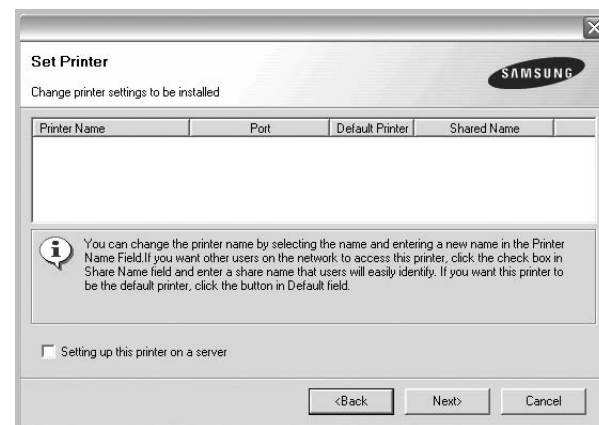 Set Printer
SAMSUNG
Change printer settings to be installed
Printer Name Port Default Printer Shared Name
You can change the printer name by selecting the name and entering a new name in the Printer
Name Field.If you want other users on the network to access this printer, click the check box in
Share Name field and enter a share name that users will easily identify. If you want this printer to
be the default printer, click the button in Default field.
Setting up this printer on a server
<Back Next> Cancel